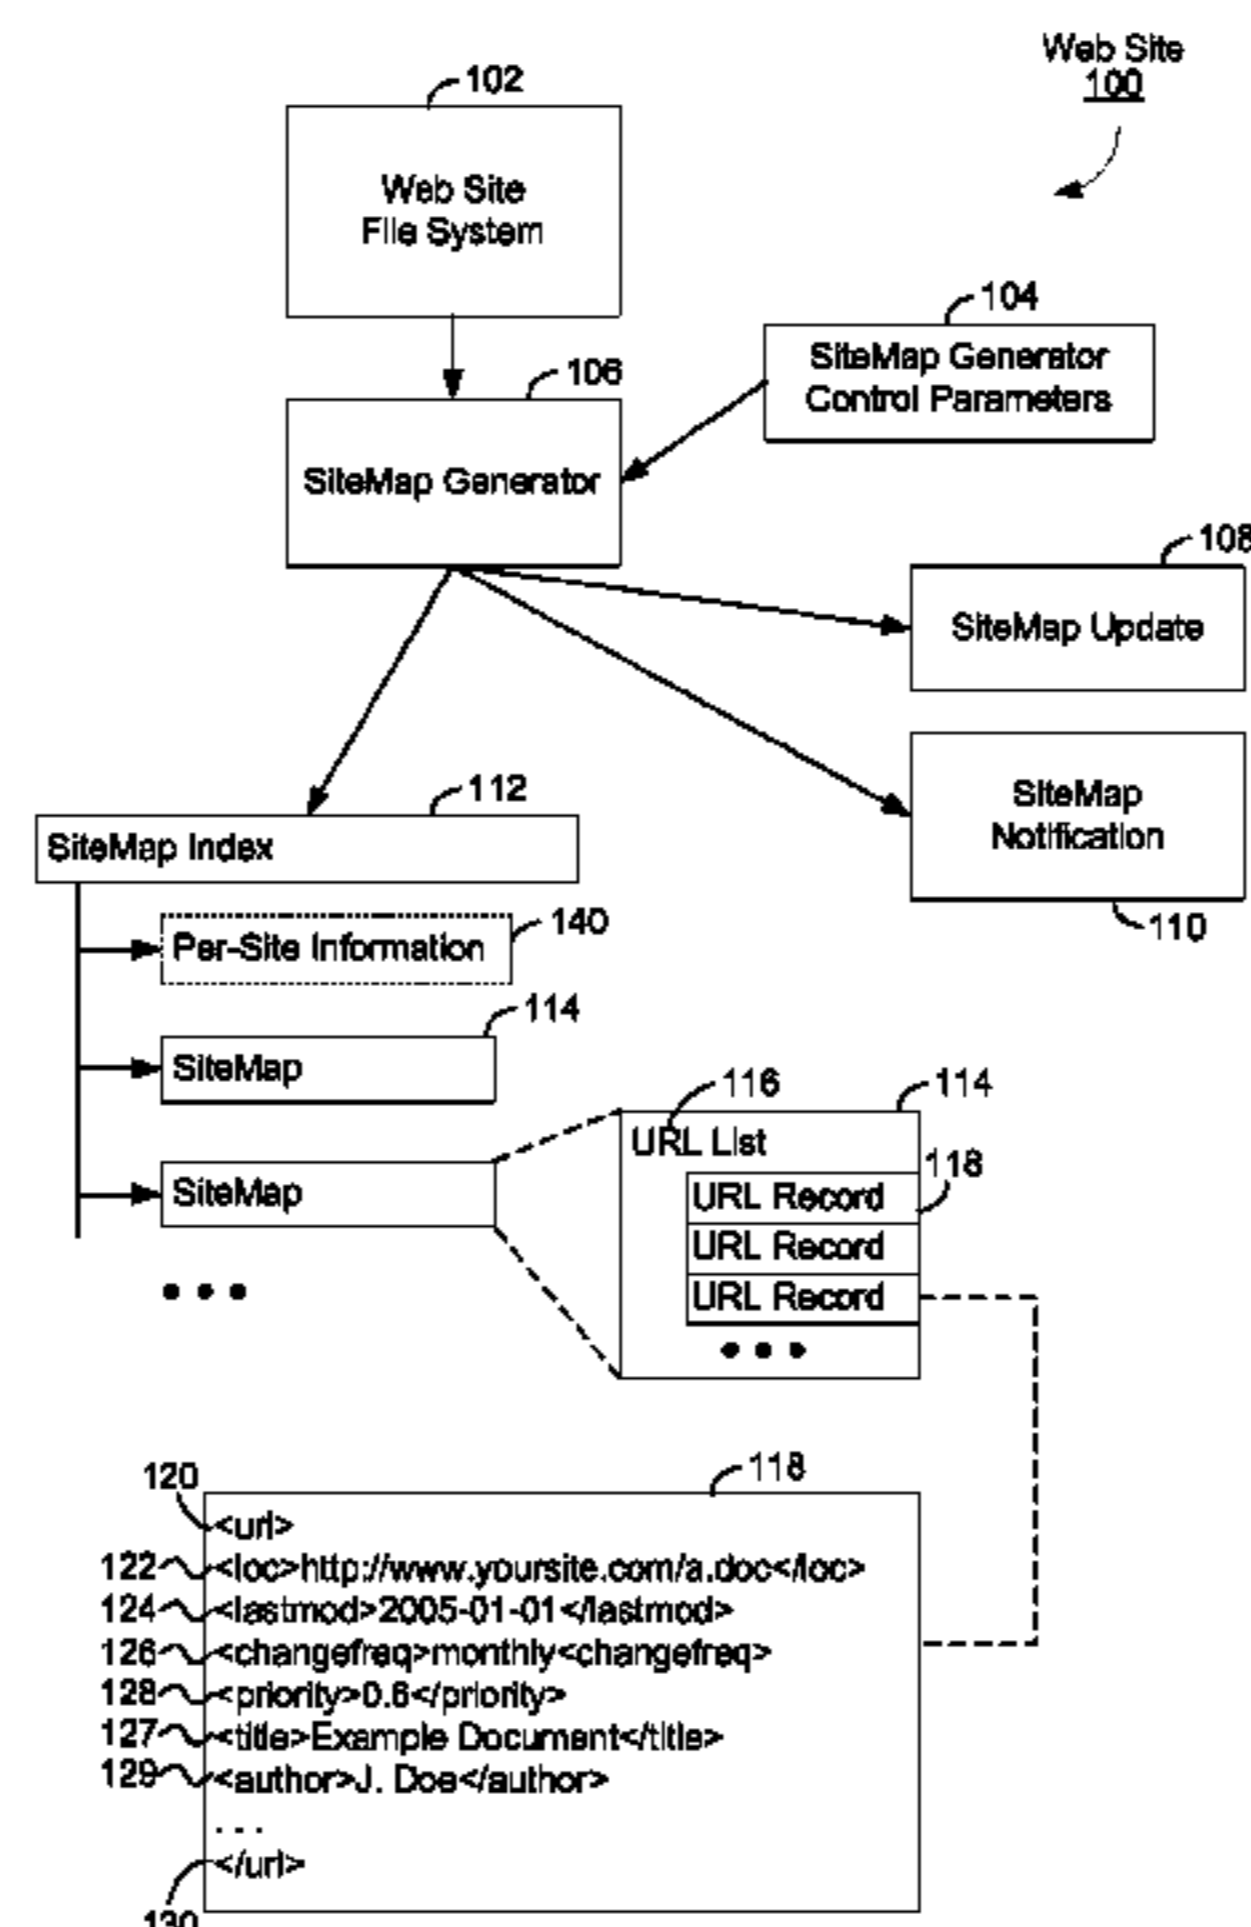 Web Site
100
102
Web Site
File System
104
SiteMap Generator
Control Parameters
106
SiteMap Generator
108
SiteMap Update
SiteMap
Notification
110
112
SiteMap Index
140
Per-Site Information
114
SiteMap
SiteMap
116
114
URL List
118
URL Record
URL Record
URL Record
118
120
<url>
122 <loc>http://www.yoursite.com/a.doc</loc>
124 <lastmod>2005-01-01</lastmod>
126 <changefreq>monthly<changefreq>
128 <priority>0.6</priority>
127 <title>Example Document</title>
129 <author>J. Doe</author>
. . .
</url>
130